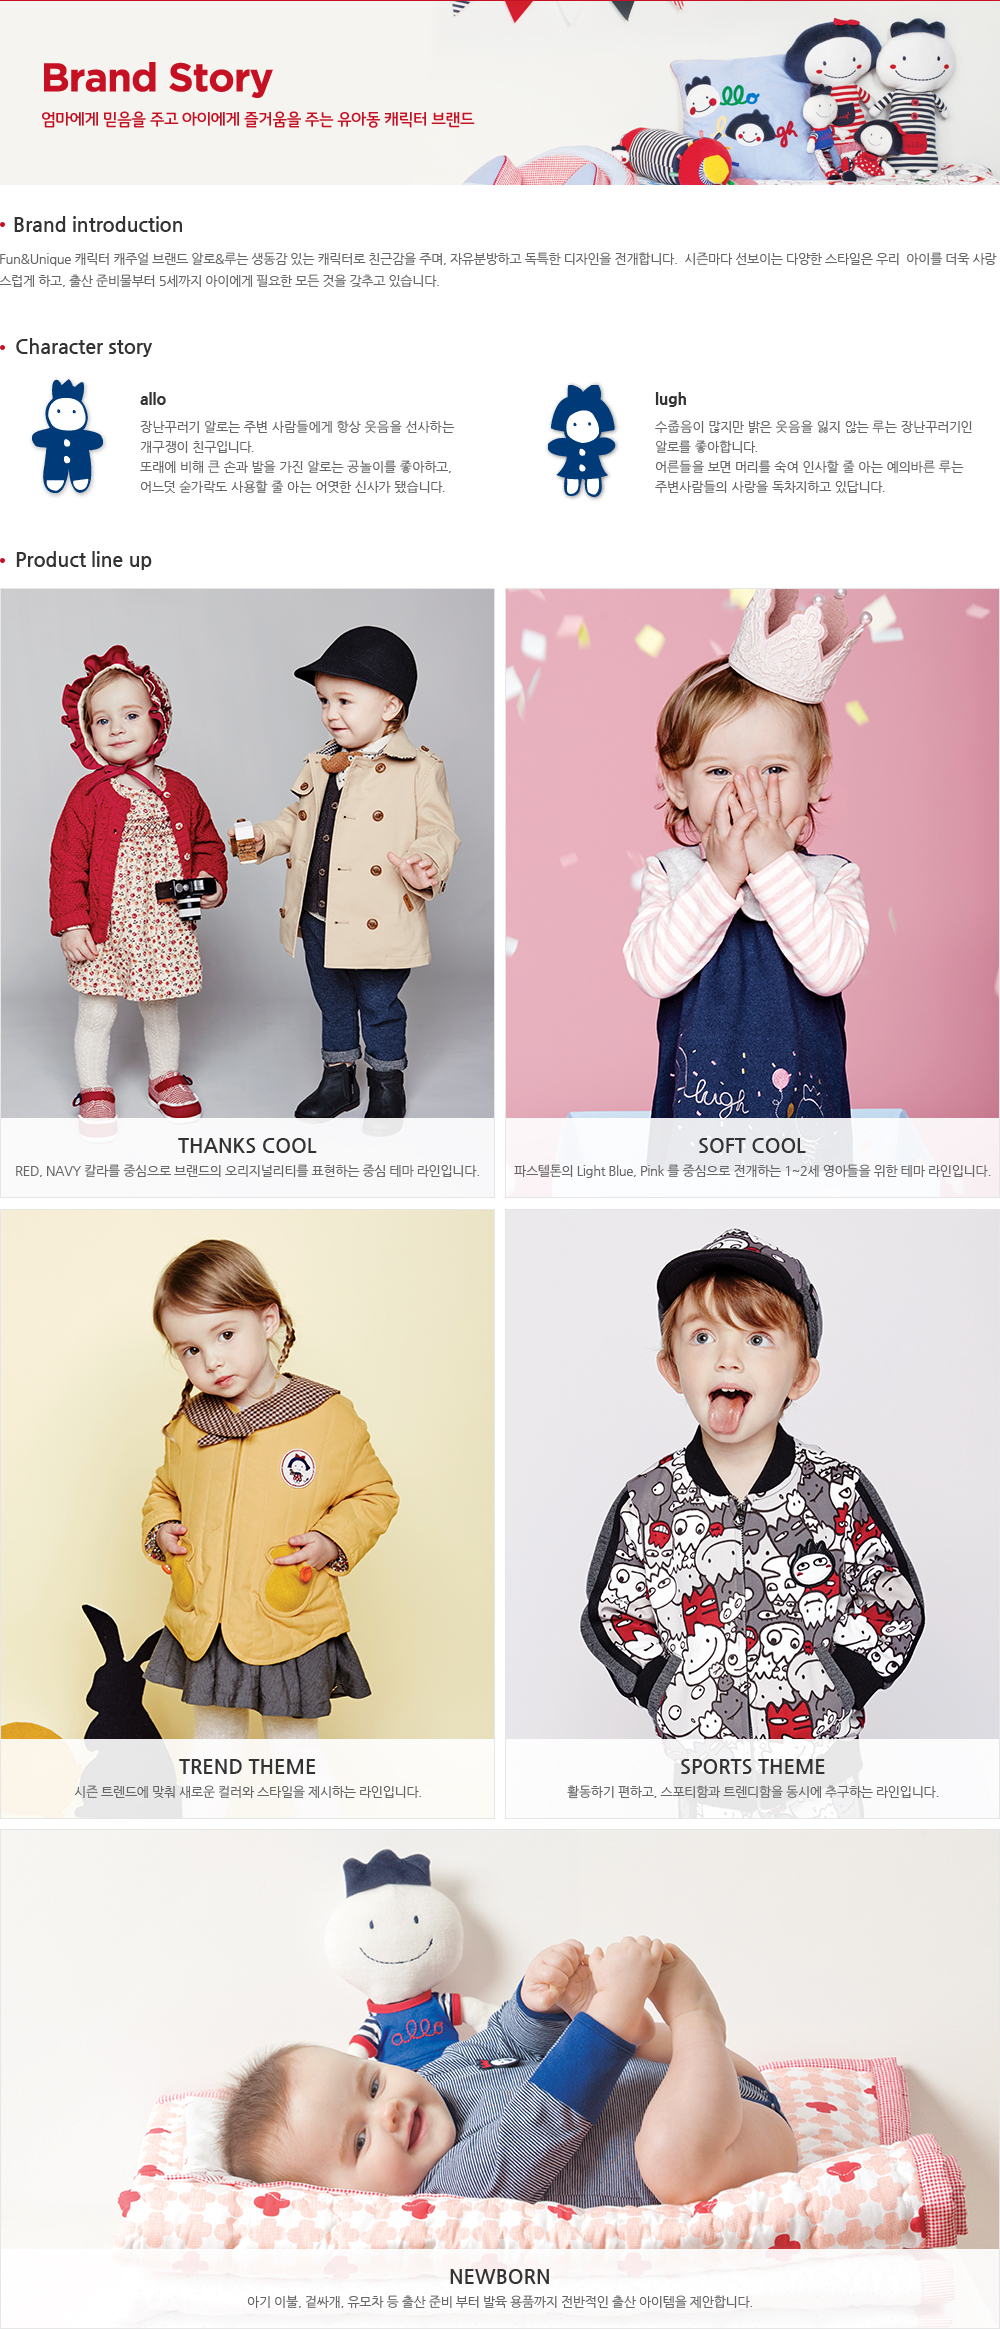 Brand Story
엄마에게 믿음을 주고 아이에게 즐거움을 주는 유아동 캐릭터 브랜드
allo
lugh
Brand introduction
Fun&Unique 캐릭터 캐주얼 브랜드 알로&루는 생동감 있는 캐릭터로 친근감을 주며, 자유분방하고 독특한 디자인을 전개합니다. 시즌마다 선보이는 다양한 스타일은 우리 아이를 더욱 사랑
스럽게 하고, 출산 준비물부터 5세까지 아이에게 필요한 모든 것을 갖추고 있습니다.
Character story
allo
장난꾸러기 알로는 주변 사람들에게 항상 웃음을 선사하는
개구쟁이 친구입니다.
또래에 비해 큰 손과 발을 가진 알로는 공놀이를 좋아하고,
어느덧 숟가락도 사용할 줄 아는 어엿한 신사가 됐습니다.
lugh
수줍음이 많지만 밝은 웃음을 잃지 않는 루는 장난꾸러기인
알로를 좋아합니다.
어른들을 보면 머리를 숙여 인사할 줄 아는 예의바른 루는
주변사람들의 사랑을 독차지하고 있답니다.
Product line up
THANKS COOL
RED, NAVY 칼라를 중심으로 브랜드의 오리지널리티를 표현하는 중심 테마 라인입니다.
lugh
SOFT COOL
파스텔톤의 Light Blue, Pink 를 중심으로 전개하는 1~2세 영아들을 위한 테마 라인입니다.
TREND THEME
시즌 트렌드에 맞춰 새로운 컬러와 스타일을 제시하는 라인입니다.
SPORTS THEME
활동하기 편하고, 스포티함과 트렌디함을 동시에 추구하는 라인입니다.
allo
NEWBORN
아기 이불, 겉싸개, 유모차 등 출산 준비 부터 발육 용품까지 전반적인 출산 아이템을 제안합니다.